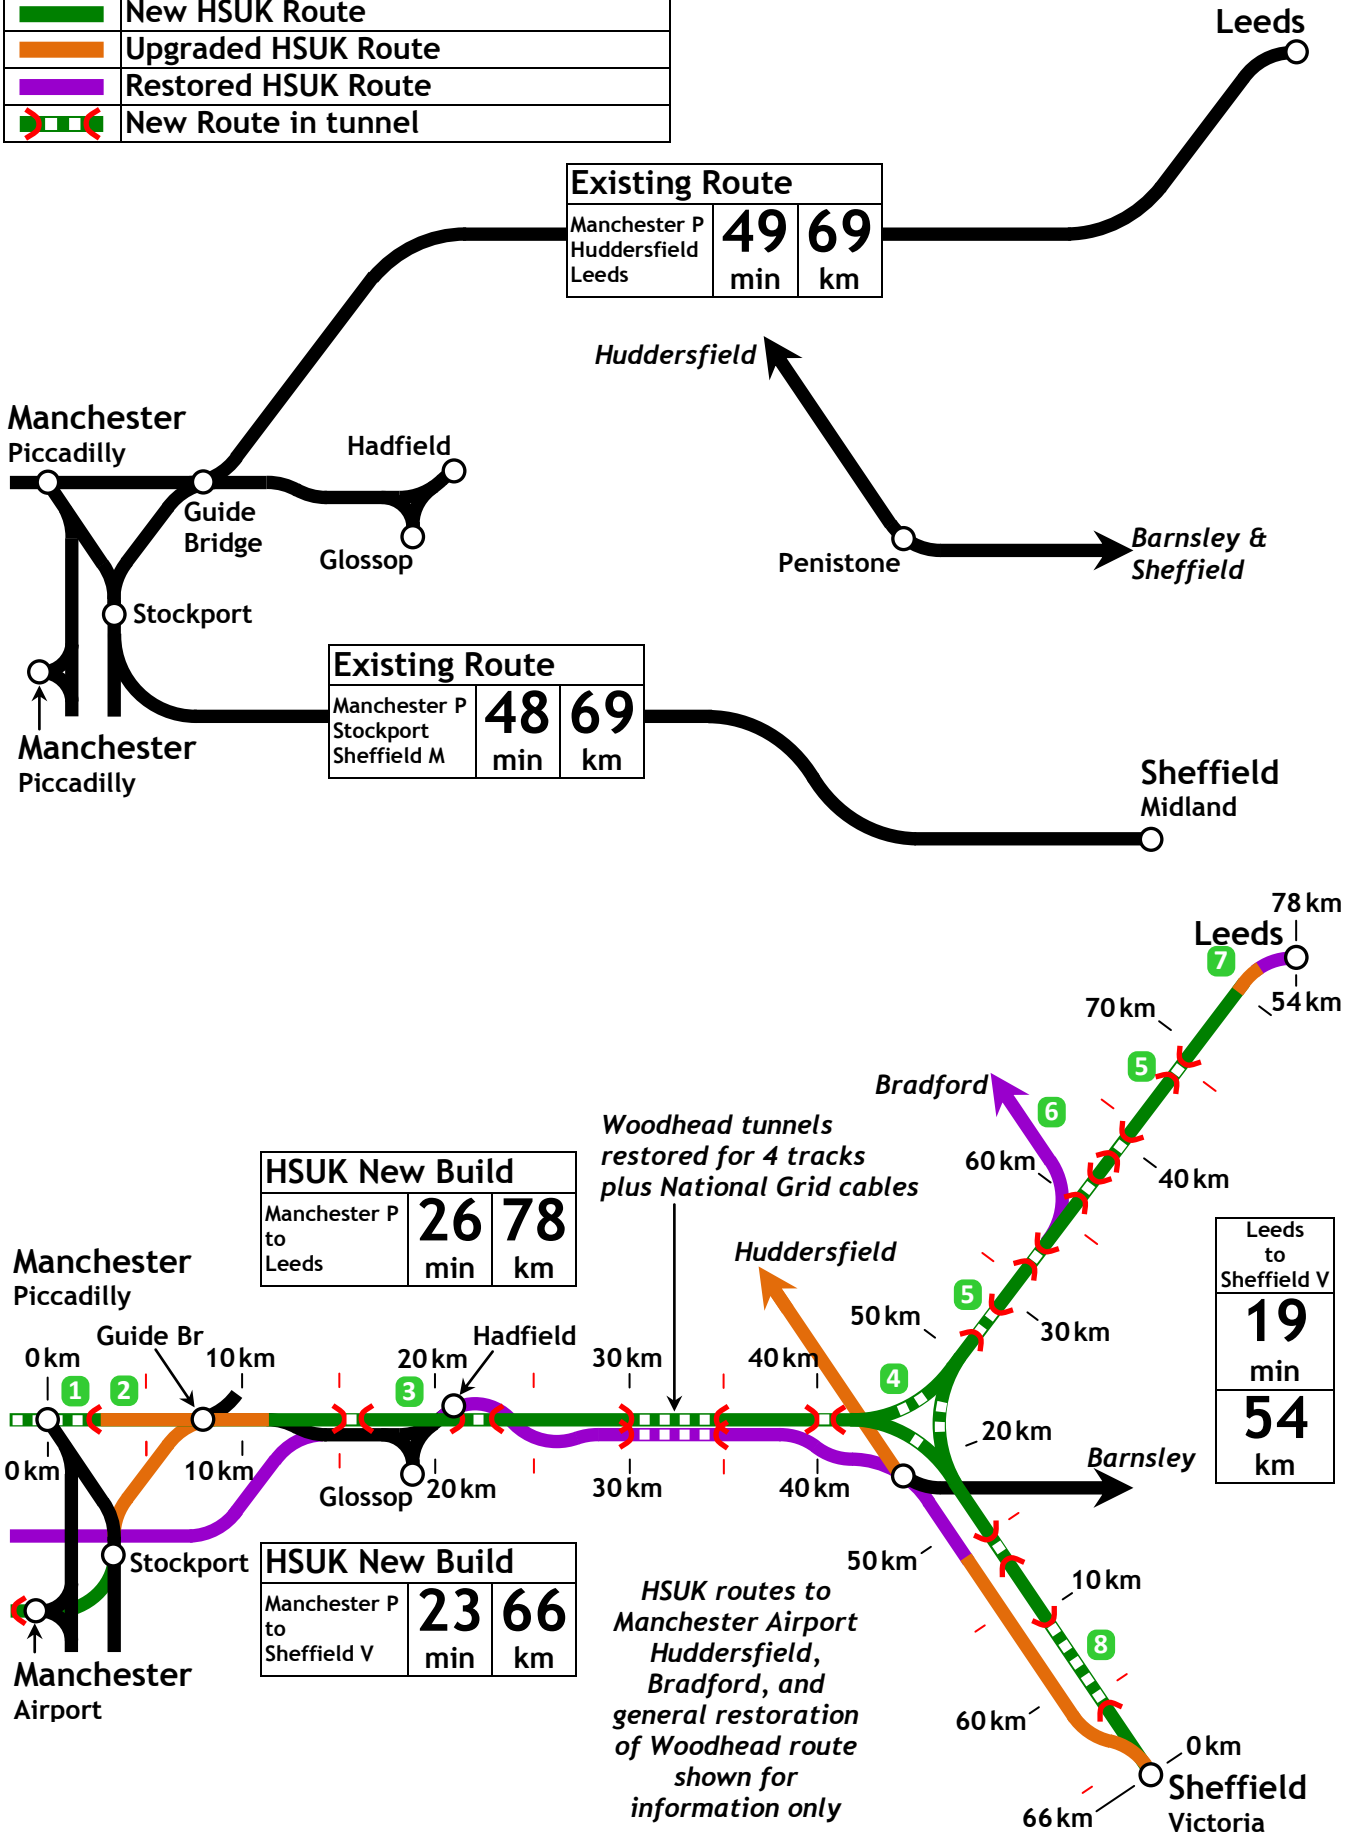 New HSUK Route
Upgraded HSUK Route
Restored HSUK Route
New Route in tunnel
Leeds
Existing Route
Manchester P
Huddersfield
Leeds
49
min
69
km
Huddersfield
Manchester
Piccadilly
Hadfield
Guide
Bridge
Glossop
Penistone
Barnsley &
Sheffield
Stockport
Existing Route
Manchester P
Stockport
Sheffield M
48
min
69
km
Manchester
Piccadilly
Sheffield
Midland
78 km
Leeds
7
54 km
70 km
5
Bradford
6
60 km
40 km
Woodhead tunnels
restored for 4 tracks
plus National Grid cables
HSUK New Build
Manchester P
to
Leeds
26
min
78
km
Leeds
to
Sheffield V
19
min
54
km
Huddersfield
Manchester
Piccadilly
5
50 km
30 km
Guide Br
Hadfield
0 km
10 km
20 km
30 km
40 km
1
2
3
4
20 km
Barnsley
0 km
10 km
Glossop
20 km
30 km
40 km
Stockport
50 km
10 km
HSUK New Build
Manchester P
to
Sheffield V
23
min
66
km
HSUK routes to
Manchester Airport
Huddersfield,
Bradford, and
general restoration
of Woodhead route
shown for
information only
8
Manchester
Airport
60 km
0 km
Sheffield
Victoria
66 km